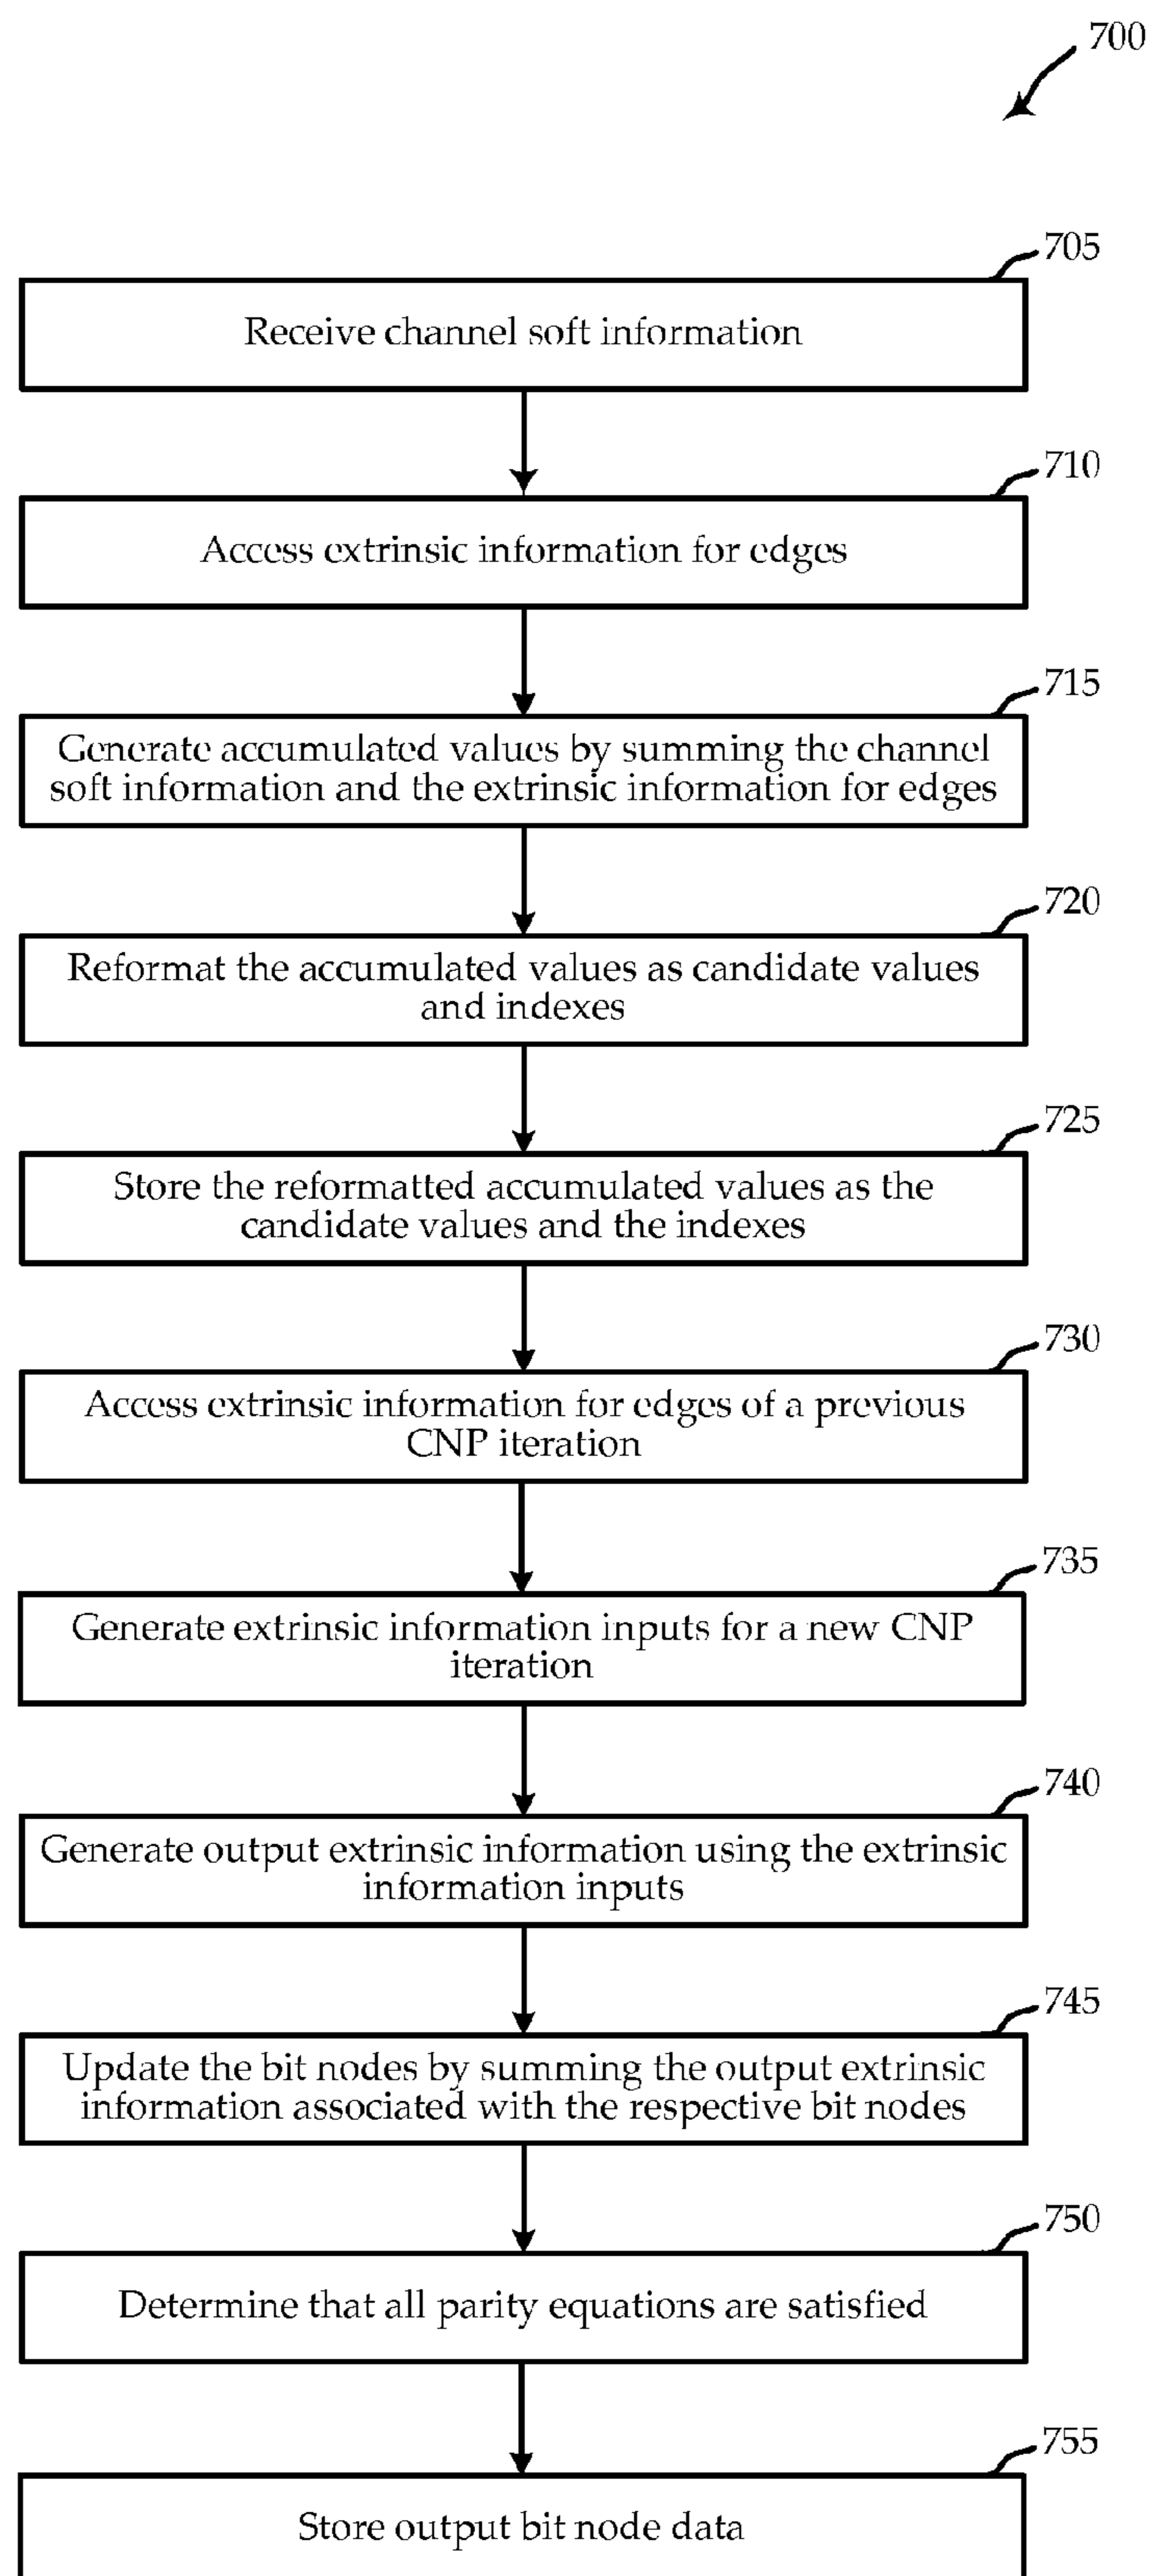 700
705
Receive channel soft information
710
Access extrinsic information for edges
715
Generate accumulated values by summing the channel
soft information and the extrinsic information for edges
720
Reformat the accumulated values as candidate values
and indexes
725
Store the reformatted accumulated values as the
candidate values and the indexes
730
Access extrinsic information for edges of a previous
CNP iteration
735
Generate extrinsic information inputs for a new CNP
iteration
740
Generate output extrinsic information using the extrinsic
information inputs
745
Update the bit nodes by summing the output extrinsic
information associated with the respective bit nodes
750
Determine that all parity equations are satisfied
755
Store output bit node data